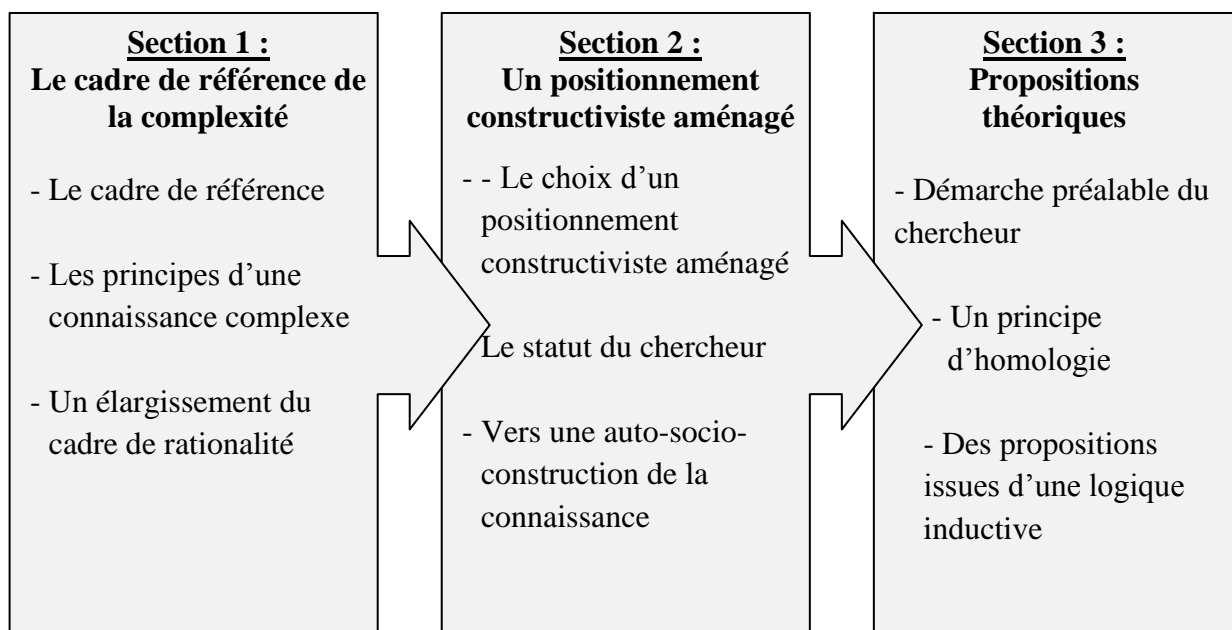 Section 1 :
Le cadre de référence de
la complexité
- Le cadre de référence
- Les principes d’une
connaissance complexe
- Un élargissement du
cadre de rationalité
Section 2 :
Un positionnement
constructiviste aménagé
- - Le choix d’un
positionnement
constructiviste aménagé
Le statut du chercheur
- Vers une auto-socio-
construction de la
connaissance
Section 3 :
Propositions
théoriques
- Démarche préalable du
chercheur
- Un principe
d’homologie
- Des propositions
issues d’une logique
inductive